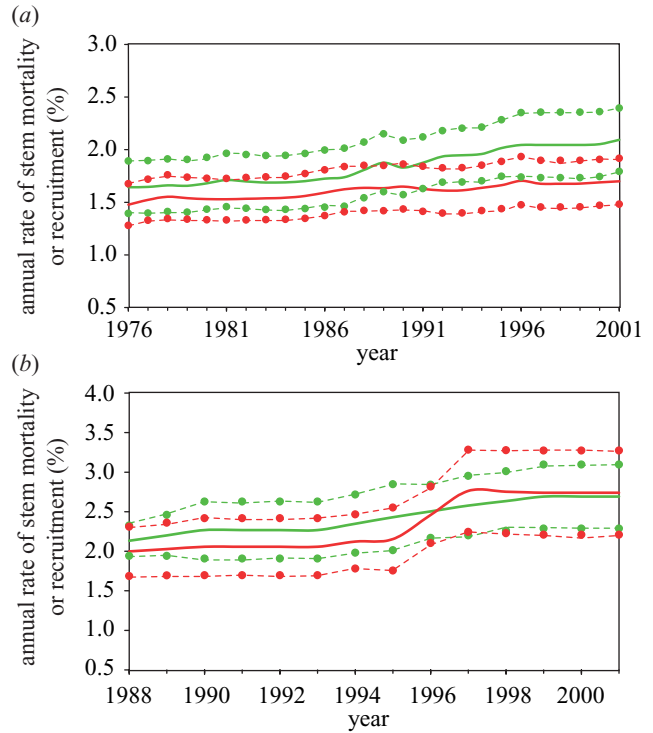 (a)
annual rate of stem mortality
or recruitment (%)
3.0
2.5
2.0
1.5
1.0
0.5
1976 1981 1986 1991 1996 2001
year
(b)
annual rate of stem mortality
or recruitment (%)
4.0
3.5
3.0
2.5
2.0
1.5
1.0
0.5
1988 1990 1992 1994 1996 1998 2000
year